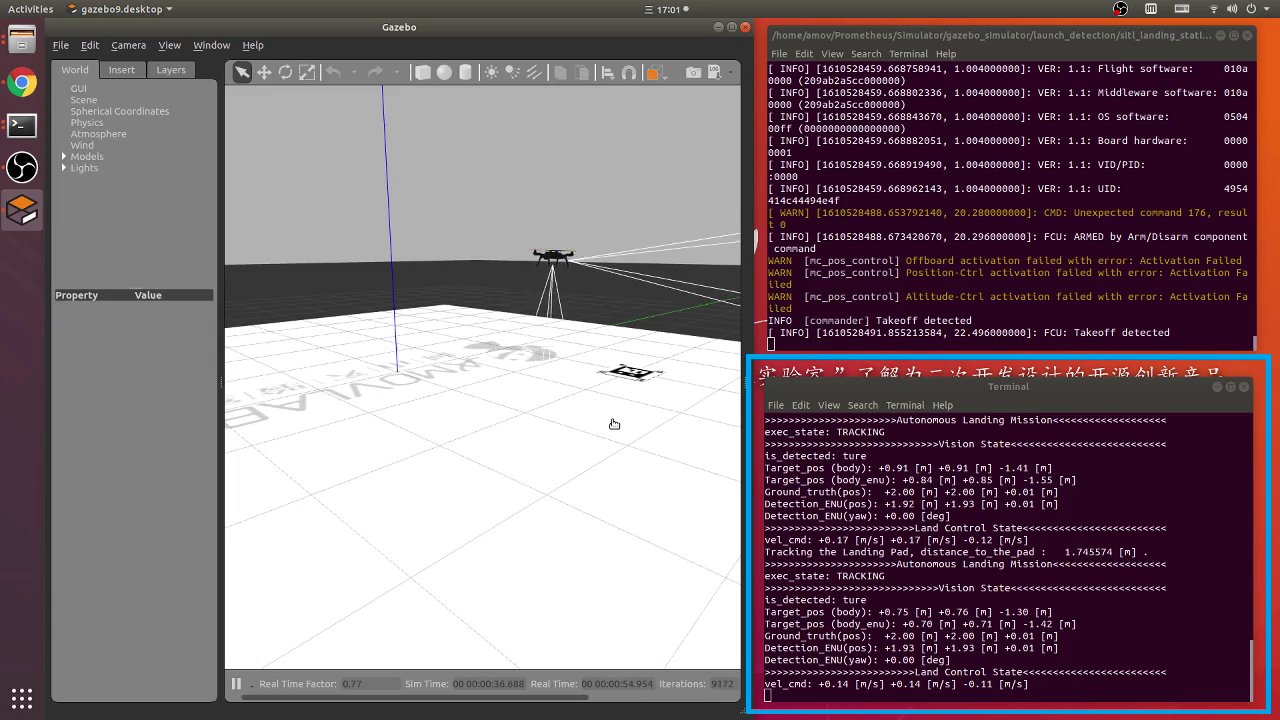 Activities
gazebo9.desktop
三 17:01
Gazebo
File Edit Camera View Window Help
World Insert Layers
GUI
Scene
Spherical Coordinates
Physics
Atmosphere
Wind
Models
Lights
Property Value
Real Time Factor: 0.77 Sim Time: 00 00:00:36.688 Real Time: 00 00:00:54.954 Iterations: 9172
/home/amov/Prometheus/Simulator/gazebo_simulator/launch_detection/sitl_landing_stati...
File Edit View Search Terminal Help
[ INFO] [1610528459.668758941, 1.004000000]: VER: 1.1: Flight software: 010a
0000 (209ab2a5cc000000)
[ INFO] [1610528459.668802336, 1.004000000]: VER: 1.1: Middleware software: 010a
0000 (209ab2a5cc000000)
[ INFO] [1610528459.668843670, 1.004000000]: VER: 1.1: OS software: 0504
00ff (0000000000000000)
[ INFO] [1610528459.668882051, 1.004000000]: VER: 1.1: Board hardware: 0000
0001
[ INFO] [1610528459.668919490, 1.004000000]: VER: 1.1: VID/PID: 0000
:0000
[ INFO] [1610528459.668962143, 1.004000000]: VER: 1.1: UID: 4954
414c44494e4f
[ WARN] [1610528488.653792140, 20.280000000]: CMD: Unexpected command 176, resul
t 0
[ INFO] [1610528488.673420670, 20.296000000]: FCU: ARMED by Arm/Disarm component
command
WARN [mc_pos_control] Offboard activation failed with error: Activation Failed
WARN [mc_pos_control] Position-Ctrl activation failed with error: Activation Fa
iled
WARN [mc_pos_control] Altitude-Ctrl activation failed with error: Activation Fa
iled
INFO [commander] Takeoff detected
[ INFO] [1610528491.855213584, 22.496000000]: FCU: Takeoff detected
实验室”了解为二次开发设计的开源创新产品
Terminal
File Edit View Search Terminal Help
>>>>>>>>>>>>>>>>>>>>>>Autonomous Landing Mission<<<<<<<<<<<<<<<<<<<<<<<<
exec_state: TRACKING
>>>>>>>>>>>>>>>>>>>>>>>>>>>>>Vision State<<<<<<<<<<<<<<<<<<<<<<<<<<<<<<<
is_detected: ture
Target_pos (body): +0.91 [m] +0.91 [m] -1.41 [m]
Target_pos (body_enu): +0.84 [m] +0.85 [m] -1.55 [m]
Ground_truth(pos): +2.00 [m] +2.00 [m] +0.01 [m]
Detection_ENU(pos): +1.92 [m] +1.93 [m] +0.01 [m]
Detection_ENU(yaw): +0.00 [deg]
>>>>>>>>>>>>>>>>>>>>>>>>>Land Control State<<<<<<<<<<<<<<<<<<<<<<<<<<<<<
vel_cmd: +0.17 [m/s] +0.17 [m/s] -0.12 [m/s]
Tracking the Landing Pad, distance_to_the_pad : 1.745574 [m] .
>>>>>>>>>>>>>>>>>>>>>>Autonomous Landing Mission<<<<<<<<<<<<<<<<<<<<<<<<
exec_state: TRACKING
>>>>>>>>>>>>>>>>>>>>>>>>>>>>>Vision State<<<<<<<<<<<<<<<<<<<<<<<<<<<<<<<
is_detected: ture
Target_pos (body): +0.75 [m] +0.76 [m] -1.30 [m]
Target_pos (body_enu): +0.70 [m] +0.71 [m] -1.42 [m]
Ground_truth(pos): +2.00 [m] +2.00 [m] +0.01 [m]
Detection_ENU(pos): +1.93 [m] +1.93 [m] +0.01 [m]
Detection_ENU(yaw): +0.00 [deg]
>>>>>>>>>>>>>>>>>>>>>>>>>Land Control State<<<<<<<<<<<<<<<<<<<<<<<<<<<<<
vel_cmd: +0.14 [m/s] +0.14 [m/s] -0.11 [m/s]